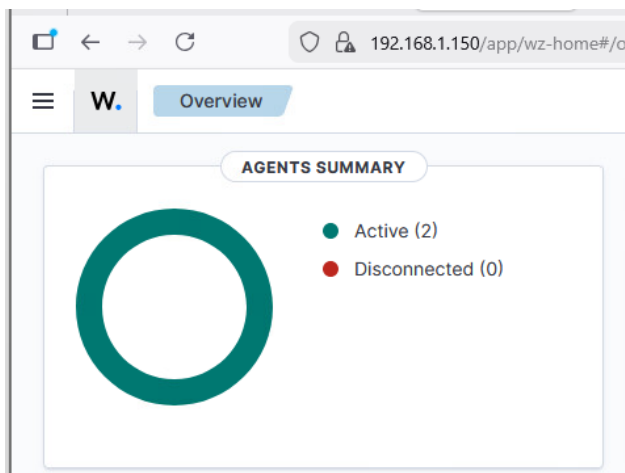 192.168.1.150/app/wz-home#/o
W. Overview
AGENTS SUMMARY
Active (2)
Disconnected (0)